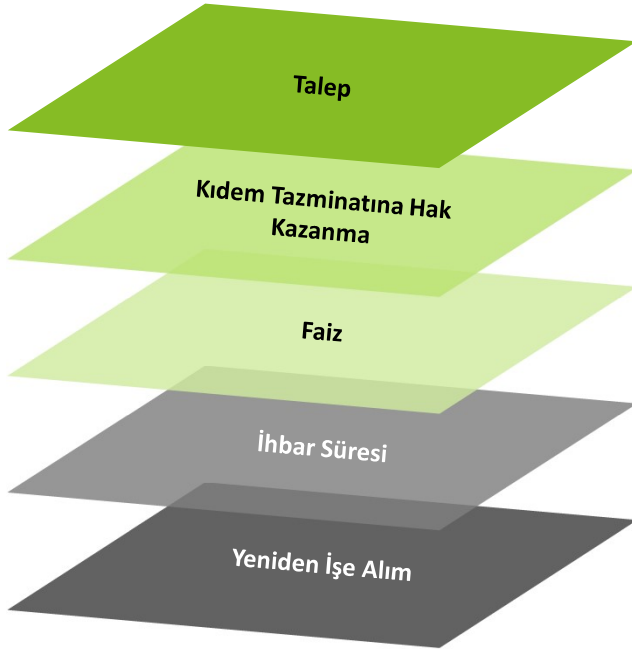 Talep
Kıdem Tazminatına Hak
Kazanma
Faiz
İhbar Süresi
Yeniden İşe Alım